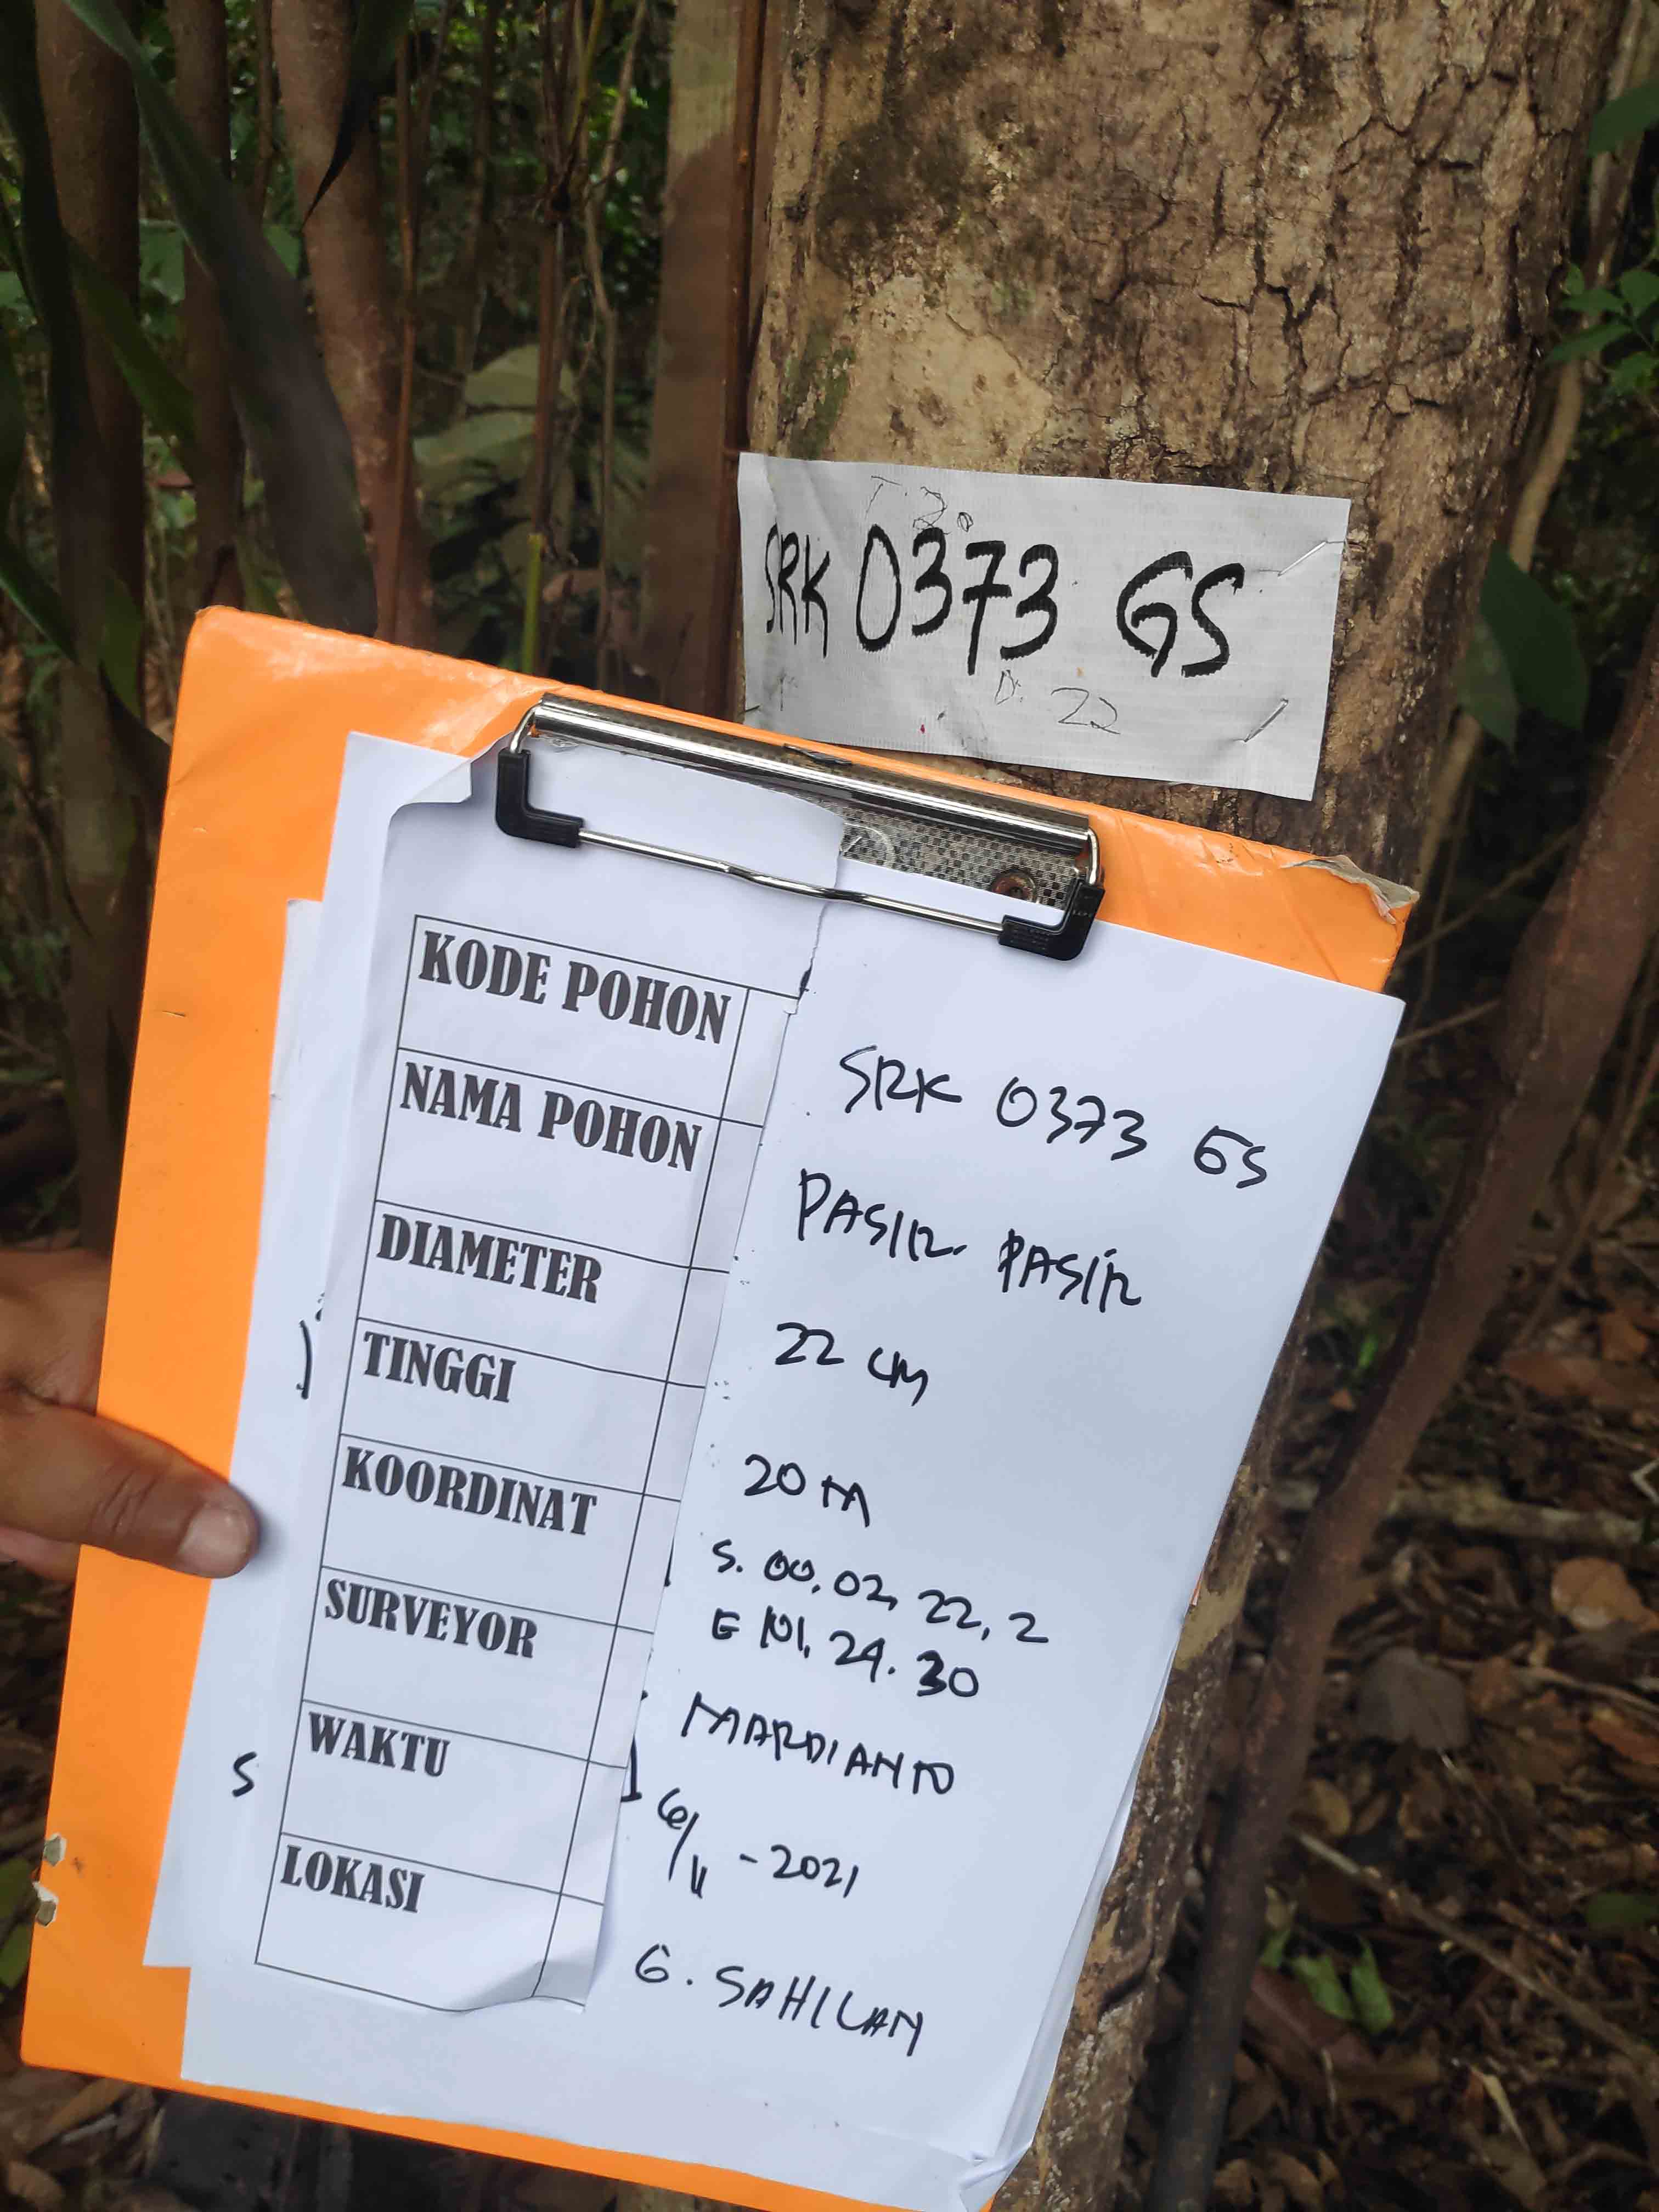 T: 20
SRK 0373 GS
D: 22
KODE POHON SRK 0373 GS
NAMA POHON PASIR PASIR
DIAMETER 22 CM
TINGGI 20 M
KOORDINAT S. 00, 02, 22, 2
E 101. 24. 30
SURVEYOR MARDIANTO
WAKTU 6/11 - 2021
LOKASI G. SAHILAN
S